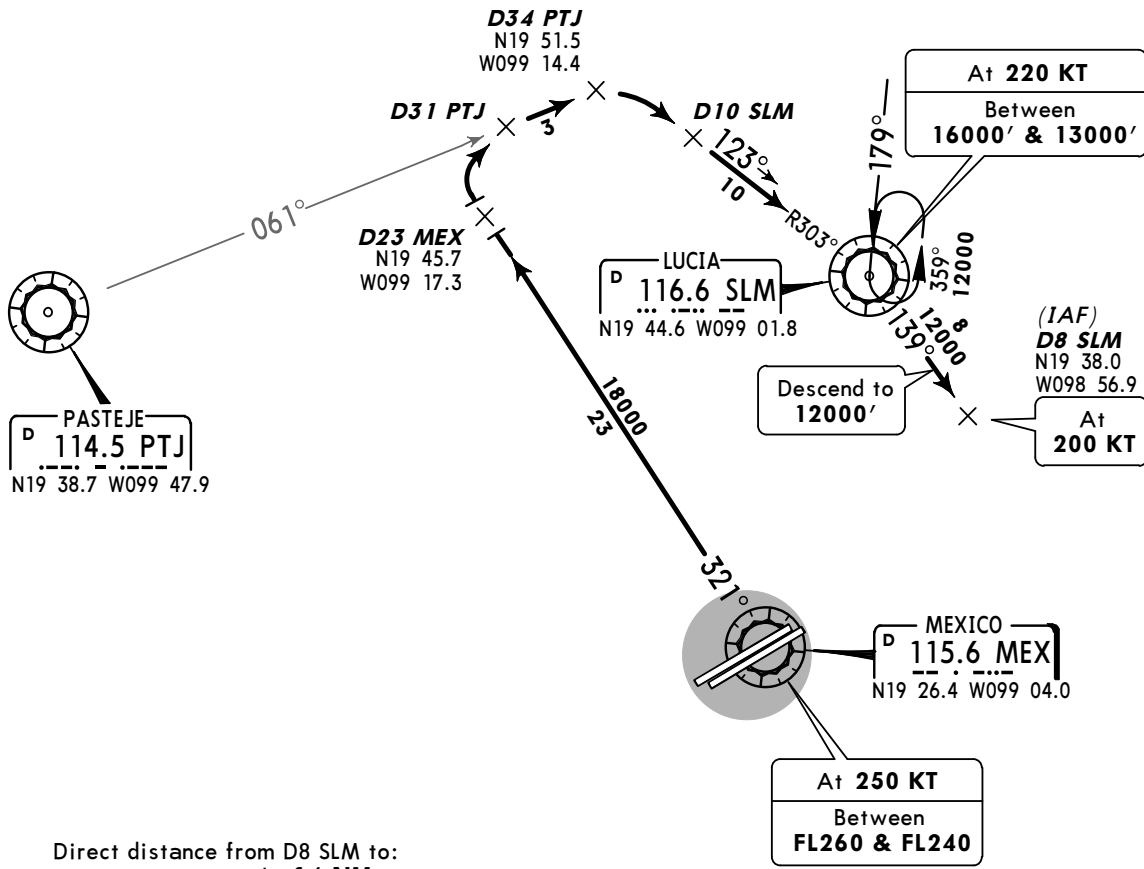 D34 PTJ
N19 51.5
W099 14.4
At 220 KT
Between
16000′ & 13000′
D31 PTJ
3
D10 SLM
123°
10
R303°
179°
061°
D23 MEX
N19 45.7
W099 17.3
LUCIA
D 116.6 SLM
N19 44.6 W099 01.8
359°
12000
139°
8
12000
(IAF)
D8 SLM
N19 38.0
W098 56.9
Descend to
12000′
At
200 KT
PASTEJE
D 114.5 PTJ
N19 38.7 W099 47.9
18000
23
321°
MEXICO
D 115.6 MEX
N19 26.4 W099 04.0
At 250 KT
Between
FL260 & FL240
Direct distance from D8 SLM to: